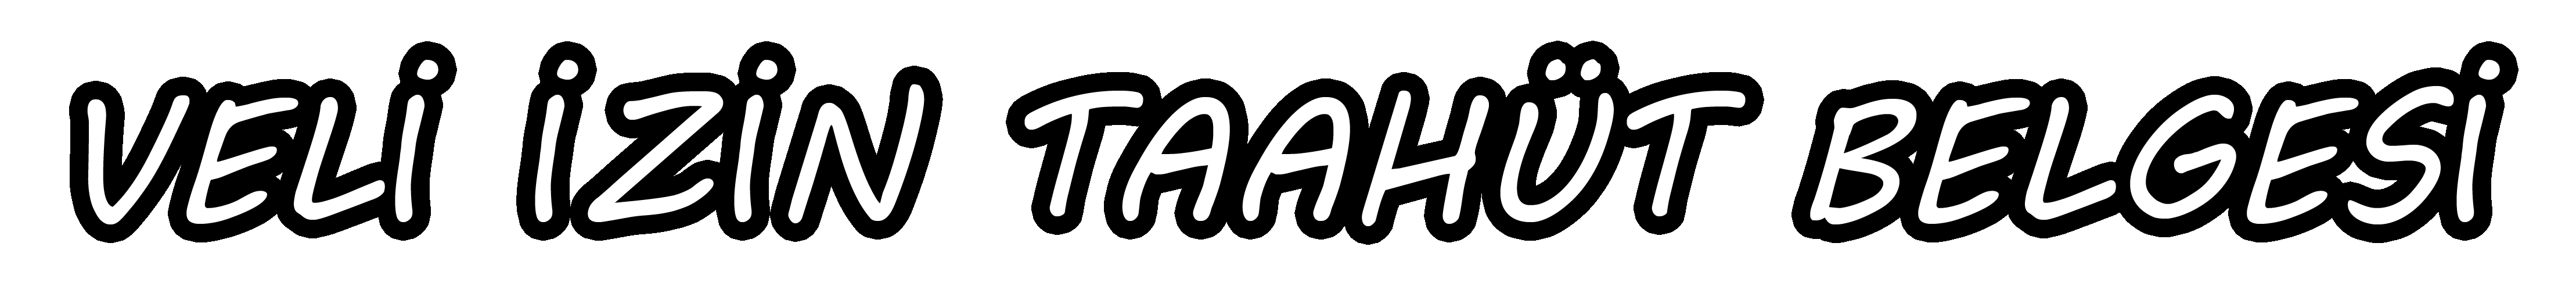 VELİ İZİN TAAHÜT BELGESİ